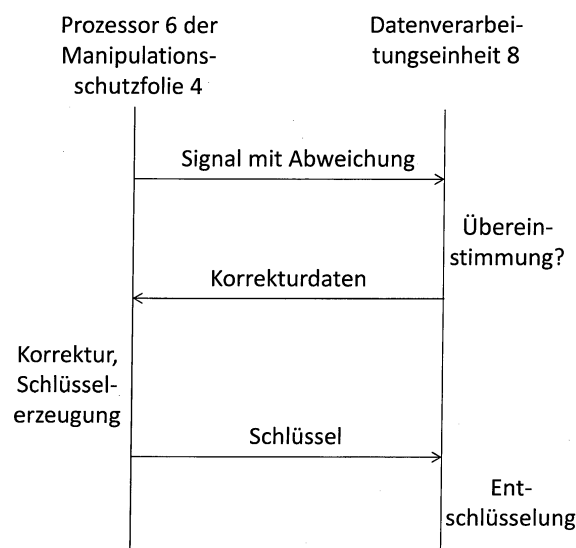 Prozessor 6 der
Manipulations-
schutzfolie 4
Datenverarbei-
tungseinheit 8
Signal mit Abweichung
Überein-
stimmung?
Korrekturdaten
Korrektur,
Schlüssel-
erzeugung
Schlüssel
Ent-
schlüsselung